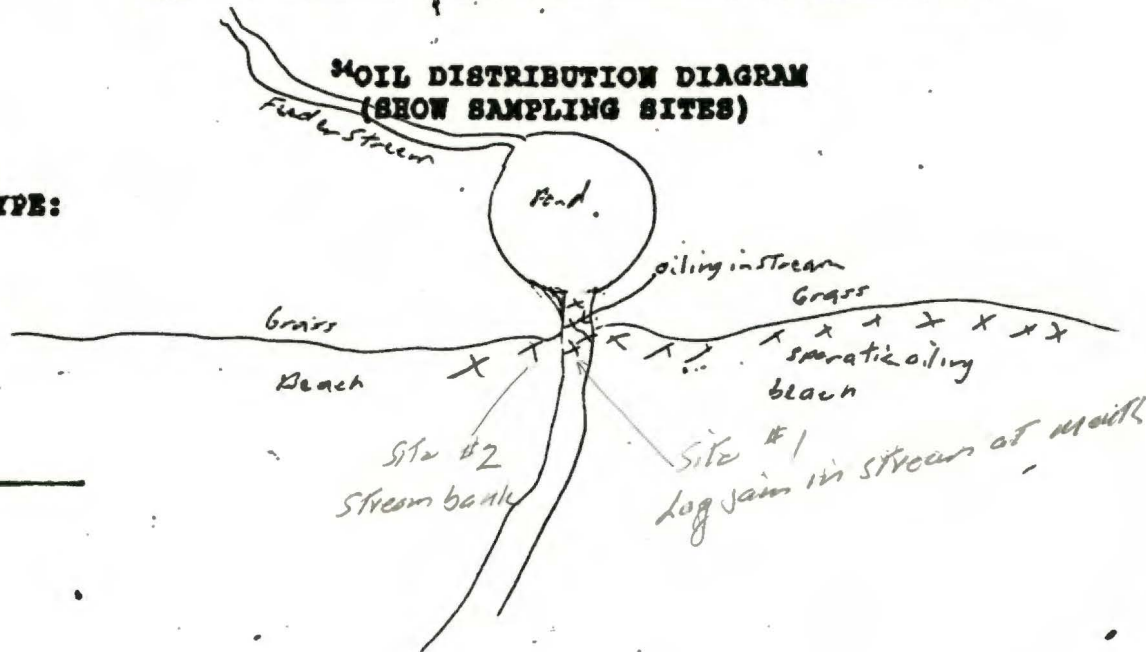 34OIL DISTRIBUTION DIAGRAM
(SHOW SAMPLING SITES)
Feeder Stream
YPE:
Pond.
oiling in stream
Grass
Grass
sporatic oiling
beach
Beach
Site #2
Stream bank
Site #1
Log jam in stream at mouth